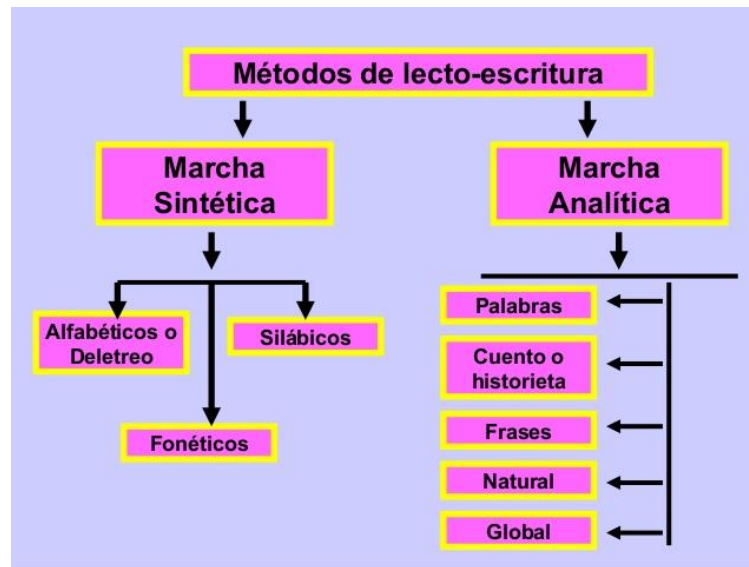 Métodos de lecto-escritura
Marcha
Sintética
Marcha
Analítica
Alfabéticos o
Deletreo
Silábicos
Fonéticos
Palabras
Cuento o
historieta
Frases
Natural
Global